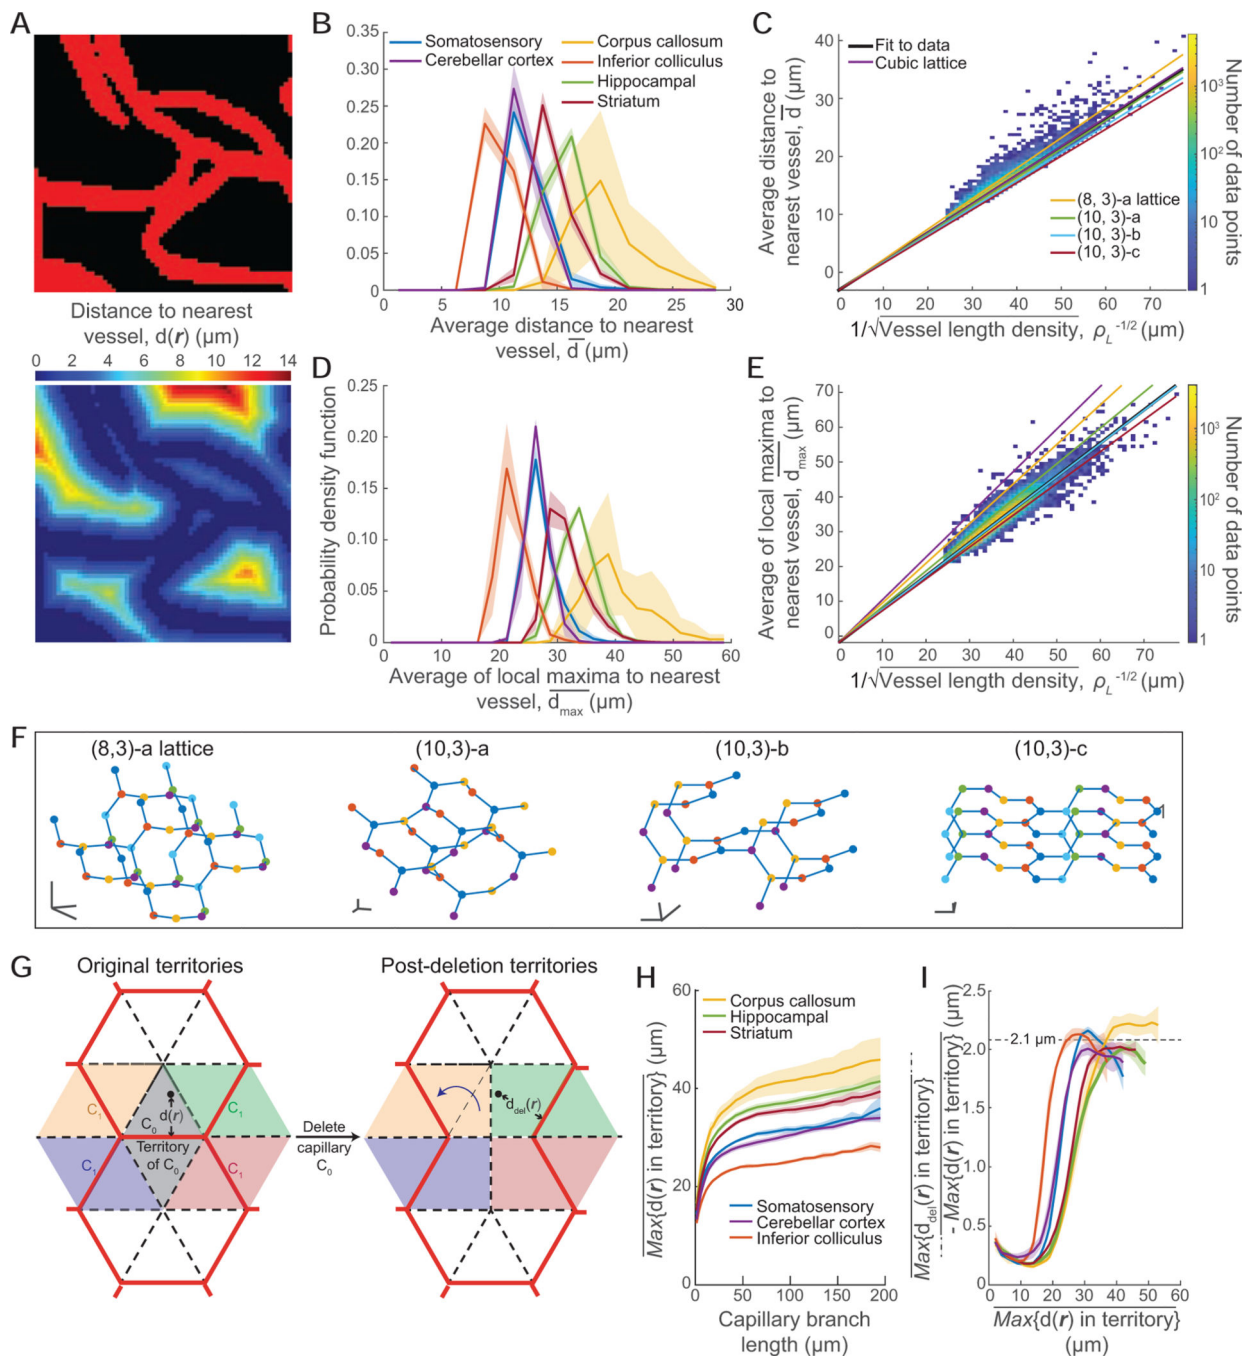 A
Distance to nearest
vessel, d(r) (µm)
0 2 4 6 8 10 12 14
B
0.35
0.30
0.25
0.20
0.15
0.10
0.05
0
Somatosensory
Cerebellar cortex
Corpus callosum
Inferior colliculus
Hippocampal
Striatum
0 5 10 15 20 25 30
Average distance to nearest
vessel, d (µm)
C
Average distance to
nearest vessel, d (µm)
40
30
20
10
0
Fit to data
Cubic lattice
(8, 3)-a lattice
(10, 3)-a
(10, 3)-b
(10, 3)-c
0 10 20 30 40 50 60 70
1/√Vessel length density, ρL^-1/2 (µm)
10^3
10^2
10
1
Number of data points
D
Probability density function
0.25
0.20
0.15
0.10
0.05
0
0 10 20 30 40 50 60
Average of local maxima to nearest
vessel, dmax (µm)
E
Average of local maxima to
nearest vessel, dmax (µm)
70
60
50
40
30
20
10
0
0 10 20 30 40 50 60 70
1/√Vessel length density, ρL^-1/2 (µm)
10^3
10^2
10
1
Number of data points
F
(8,3)-a lattice
(10,3)-a
(10,3)-b
(10,3)-c
G
Original territories
Post-deletion territories
C1
C1
d(r)
C0
Territory
of C0
C1
C1
Delete
capillary
C0
ddel(r)
H
Max{d(r) in territory} (µm)
60
40
20
0
Corpus callosum
Hippocampal
Striatum
Somatosensory
Cerebellar cortex
Inferior colliculus
0 50 100 150 200
Capillary branch
length (µm)
I
Max{ddel(r) in territory}
- Max{d(r) in territory} (µm)
2.5
2.0
1.5
1.0
0.5
0
2.1 µm
0 10 20 30 40 50 60
Max{d(r) in territory}
(µm)